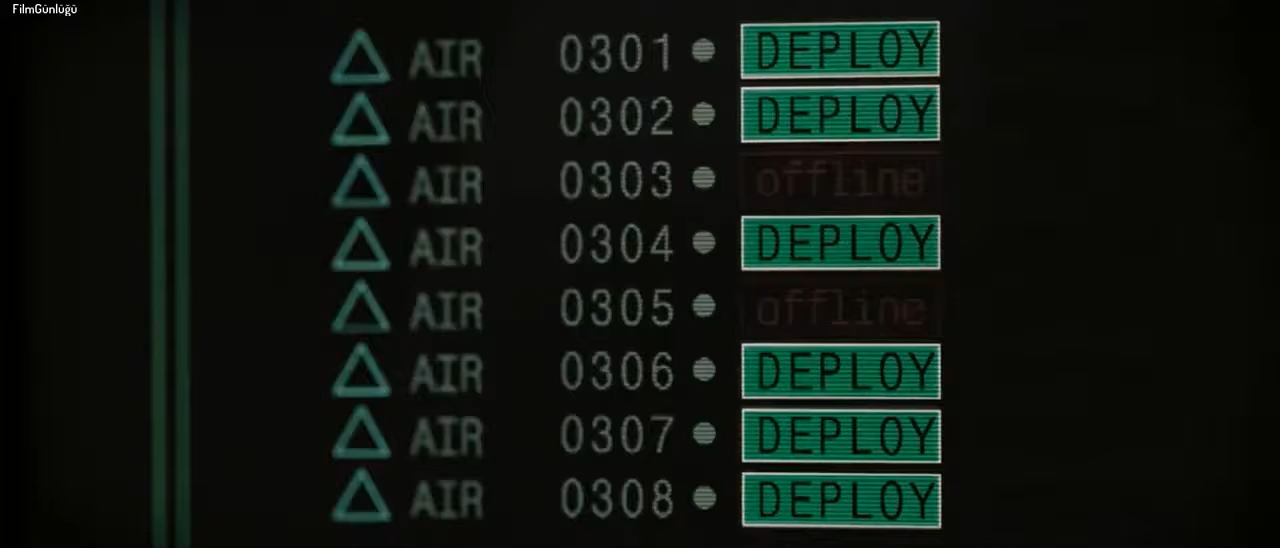 FilmGünlüğü
AIR 0301 DEPLOY
AIR 0302 DEPLOY
AIR 0303 offline
AIR 0304 DEPLOY
AIR 0305 offline
AIR 0306 DEPLOY
AIR 0307 DEPLOY
AIR 0308 DEPLOY